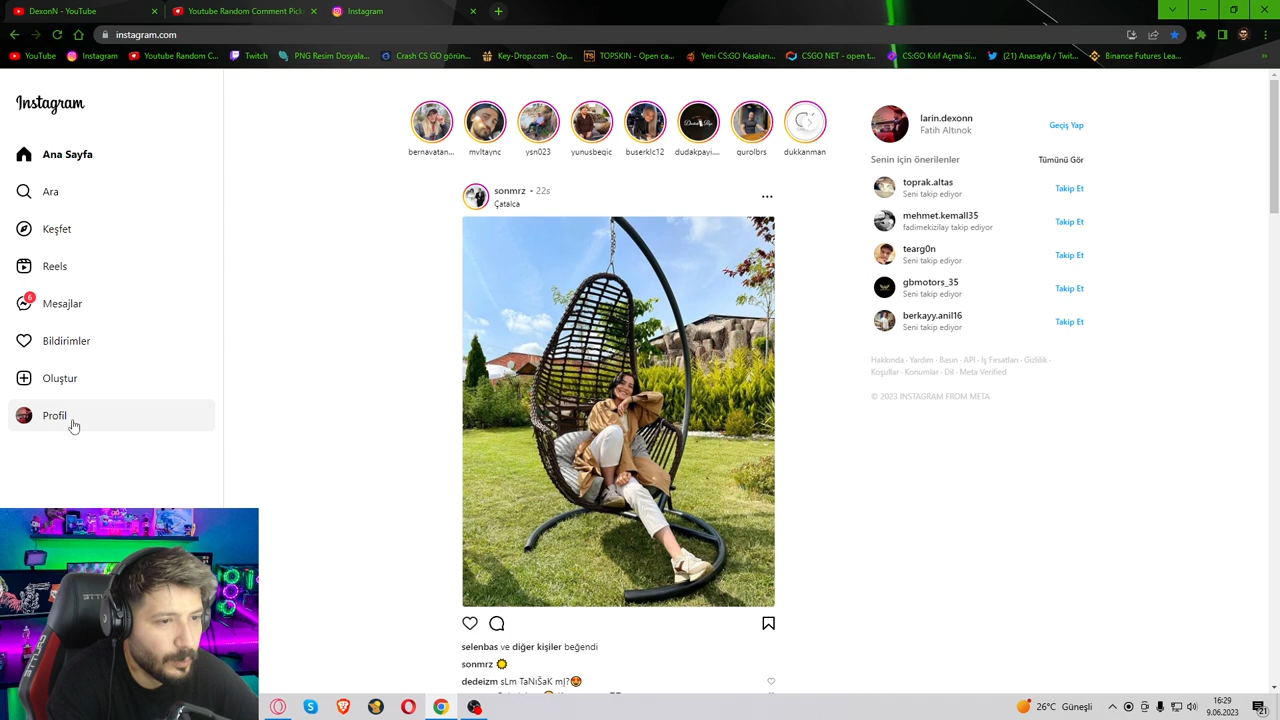 DexonN
Youtube Random Comment Pick
Instagram
instagram.com
YouTube
Instagram
Youtube Random C...
Twitch
PNG Resim Dosyala...
Crash CS GO görün...
Key-Drop.com - Op...
TOPSKIN - Open ca...
Yeni CS:GO Kasaları...
CSGO NET - open t...
CS:GO Kılıf Açma Si...
(21) Anasayfa / Twit...
Binance Futures Lea...
Instagram
Ana Sayfa
Ara
Keşfet
Reels
6
Mesajlar
Bildirimler
Oluştur
Profil
bernavatan...
mvltaync
ysn023
yunusbegic
buserklc12
dudakpayi....
gurolbrs
dukkanman
sonmrz • 22s
Çatalca
selenbas ve diğer kişiler beğendi
sonmrz
dedeizm sLm TaNıŠaK mJ?
larin.dexonn
Fatih Altınok
Geçiş Yap
Senin için önerilenler
Tümünü Gör
toprak.altas
Seni takip ediyor
Takip Et
mehmet.kemall35
fadimekizilay takip ediyor
Takip Et
tearg0n
Seni takip ediyor
Takip Et
gbmotors_35
Seni takip ediyor
Takip Et
berkayy.anil16
Seni takip ediyor
Takip Et
Hakkında · Yardım · Basın · API · İş Fırsatları · Gizlilik ·
Koşullar · Konumlar · Dil · Meta Verified
© 2023 INSTAGRAM FROM META
26°C Güneşli
16:29
9.06.2023
21